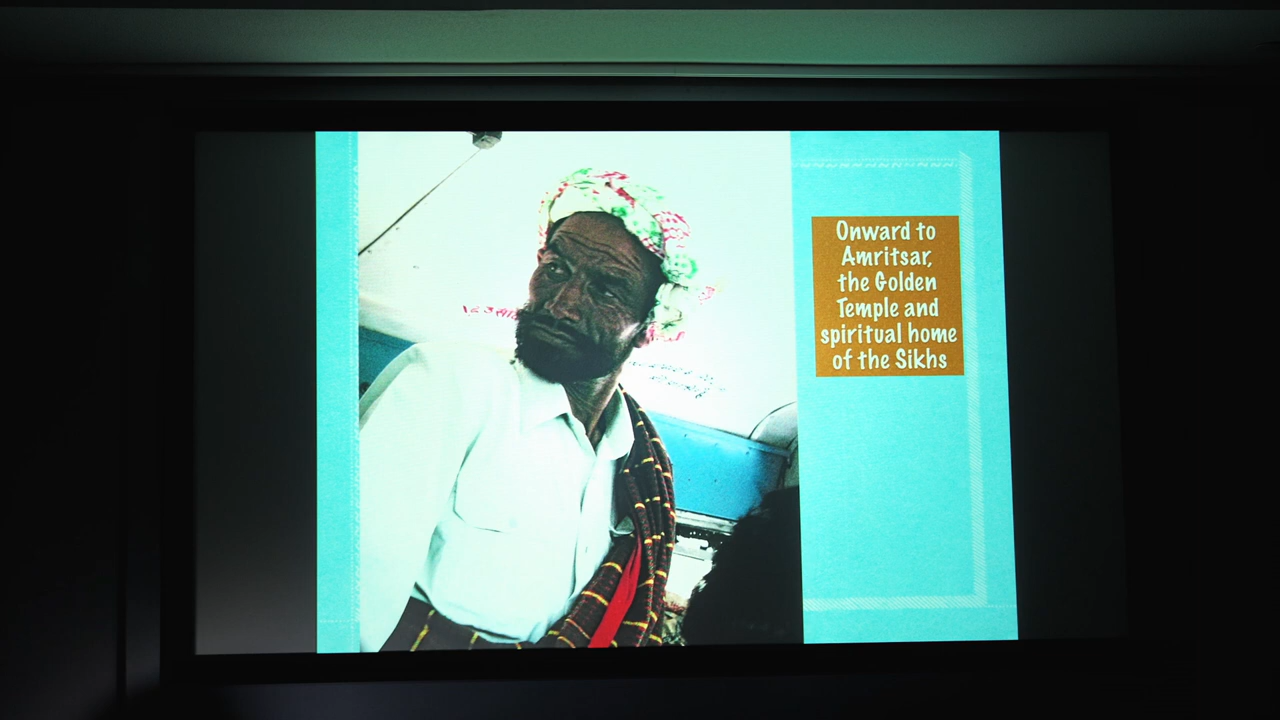 Onward to
Amritsar,
the Golden
Temple and
spiritual home
of the Sikhs